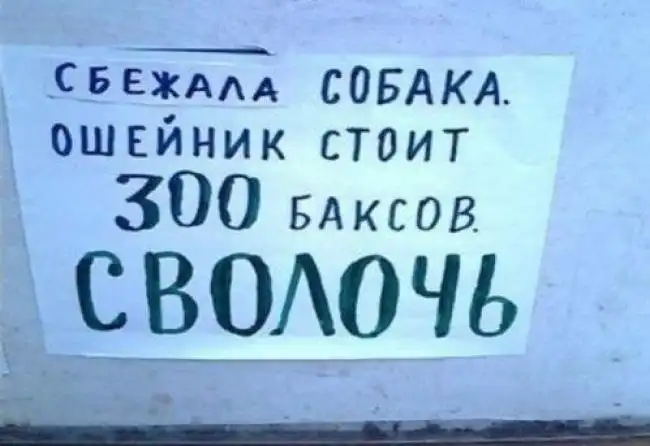 СБЕЖАЛА СОБАКА.
ОШЕЙНИК СТОИТ
300 БАКСОВ.
СВОЛОЧЬ